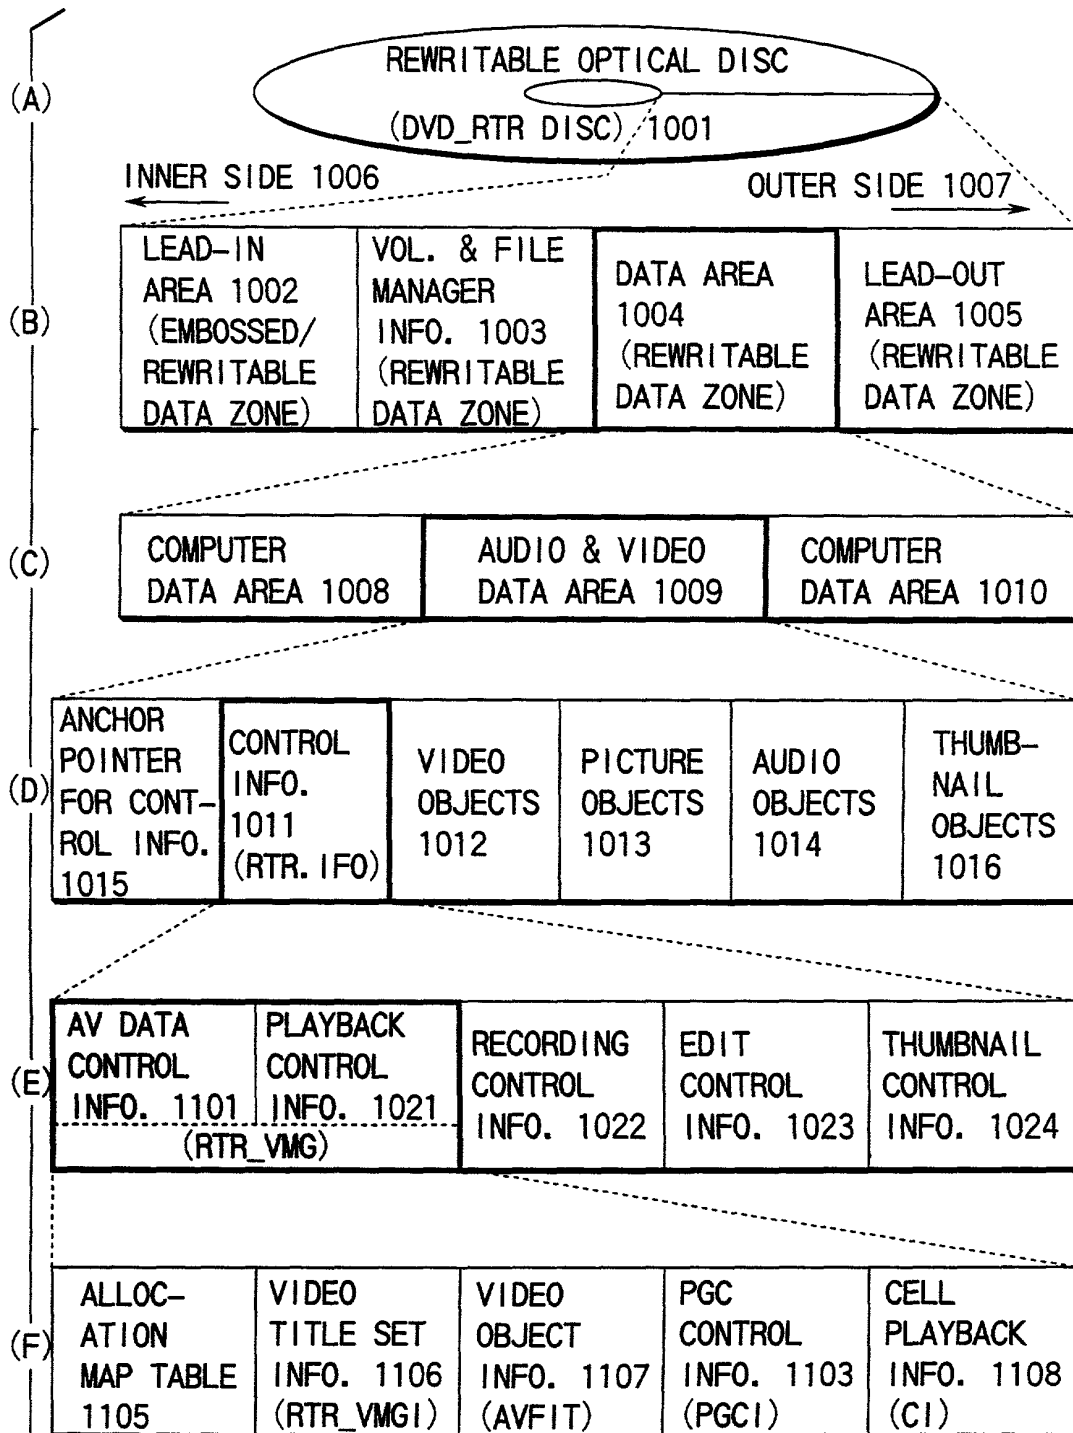 (A)
REWRITABLE OPTICAL DISC
(DVD_RTR DISC) 1001
INNER SIDE 1006
OUTER SIDE 1007
(B)
LEAD-IN
AREA 1002
(EMBOSSED/
REWRITABLE
DATA ZONE)
VOL. & FILE
MANAGER
INFO. 1003
(REWRITABLE
DATA ZONE)
DATA AREA
1004
(REWRITABLE
DATA ZONE)
LEAD-OUT
AREA 1005
(REWRITABLE
DATA ZONE)
(C)
COMPUTER
DATA AREA 1008
AUDIO & VIDEO
DATA AREA 1009
COMPUTER
DATA AREA 1010
(D)
ANCHOR
POINTER
FOR CONT-
ROL INFO.
1015
CONTROL
INFO.
1011
(RTR.IFO)
VIDEO
OBJECTS
1012
PICTURE
OBJECTS
1013
AUDIO
OBJECTS
1014
THUMB-
NAIL
OBJECTS
1016
(E)
AV DATA
CONTROL
INFO. 1101
PLAYBACK
CONTROL
INFO. 1021
(RTR_VMG)
RECORDING
CONTROL
INFO. 1022
EDIT
CONTROL
INFO. 1023
THUMBNAIL
CONTROL
INFO. 1024
(F)
ALLOC-
ATION
MAP TABLE
1105
VIDEO
TITLE SET
INFO. 1106
(RTR_VMGI)
VIDEO
OBJECT
INFO. 1107
(AVFIT)
PGC
CONTROL
INFO. 1103
(PGCI)
CELL
PLAYBACK
INFO. 1108
(CI)